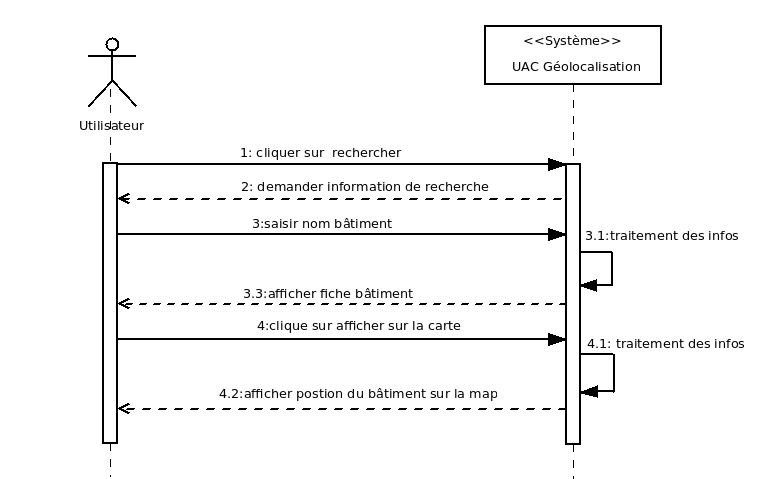 <<Système>>
UAC Géolocalisation
Utilisateur
1: cliquer sur rechercher
2: demander information de recherche
3:saisir nom bâtiment
3.1:traitement des infos
3.3:afficher fiche bâtiment
4:clique sur afficher sur la carte
4.1: traitement des infos
4.2:afficher postion du bâtiment sur la map